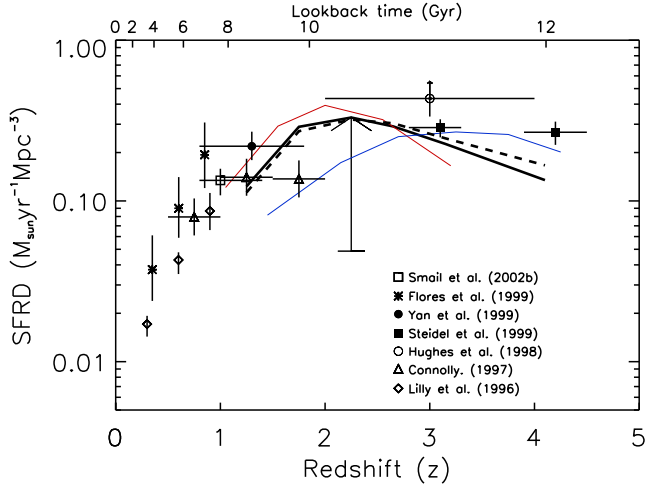 Lookback time (Gyr)
0 2 4 6 8 10 12
1.00
0.10
0.01
SFRD (M_sun yr^-1 Mpc^-3)
Smail et al. (2002b)
Flores et al. (1999)
Yan et al. (1999)
Steidel et al. (1999)
Hughes et al. (1998)
Connolly. (1997)
Lilly et al. (1996)
0 1 2 3 4 5
Redshift (z)